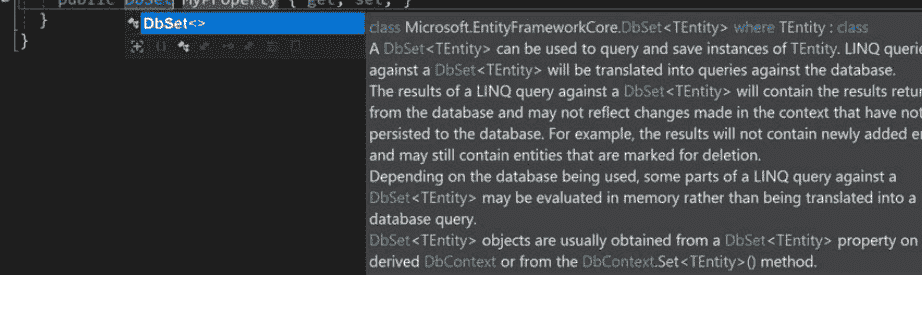 public DbSet MyProperty { get; set; }
}
}
DbSet<>
class Microsoft.EntityFrameworkCore.DbSet<TEntity> where TEntity : class
A DbSet<TEntity> can be used to query and save instances of TEntity. LINQ querie
against a DbSet<TEntity> will be translated into queries against the database.
The results of a LINQ query against a DbSet<TEntity> will contain the results retu
from the database and may not reflect changes made in the context that have not
persisted to the database. For example, the results will not contain newly added e
and may still contain entities that are marked for deletion.
Depending on the database being used, some parts of a LINQ query against a
DbSet<TEntity> may be evaluated in memory rather than being translated into a
database query.
DbSet<TEntity> objects are usually obtained from a DbSet<TEntity> property on
derived DbContext or from the DbContext.Set<TEntity>() method.